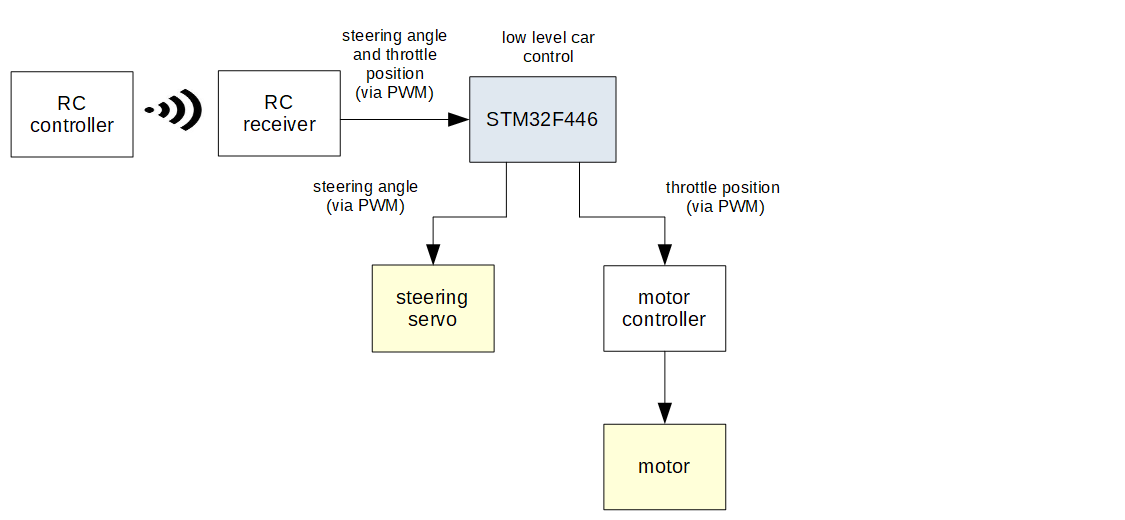 RC
controller
RC
receiver
steering angle
and throttle
position
(via PWM)
low level car
control
STM32F446
steering angle
(via PWM)
throttle position
(via PWM)
steering
servo
motor
controller
motor